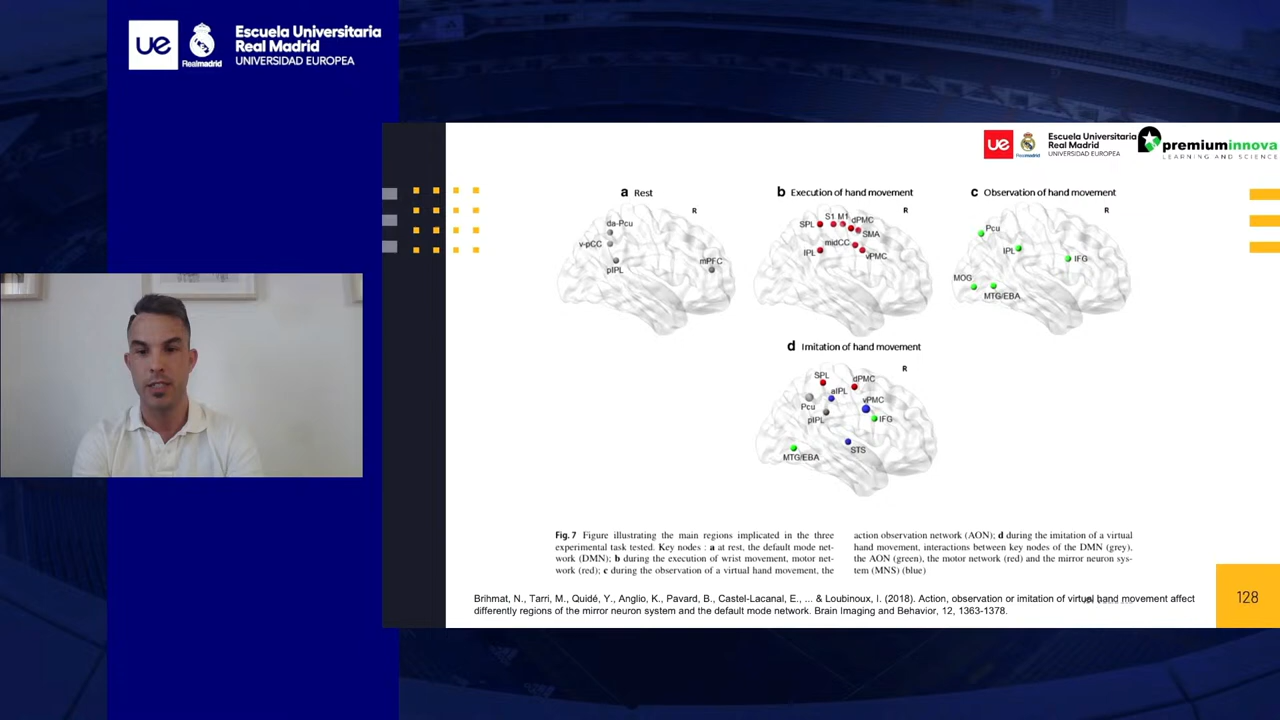 ue
Realmadrid
Escuela Universitaria
Real Madrid
UNIVERSIDAD EUROPEA
ue
Realmadrid
Escuela Universitaria
Real Madrid
UNIVERSIDAD EUROPEA
premiuminnova
LEARNING AND SCIENCE
a Rest
R
da-Pcu
v-pCC
pIPL
mPFC
b Execution of hand movement
R
S1 M1 dPMC
SPL
SMA
midCC
IPL
vPMC
c Observation of hand movement
R
Pcu
IPL
IFG
MOG
MTG/EBA
d Imitation of hand movement
R
SPL
dPMC
aIPL
vPMC
Pcu
pIPL
IFG
STS
MTG/EBA
Fig. 7 Figure illustrating the main regions implicated in the three
experimental task tested. Key nodes : a at rest, the default mode net-
work (DMN); b during the execution of wrist movement, motor net-
work (red); c during the observation of a virtual hand movement, the
action observation network (AON); d during the imitation of a virtual
hand movement, interactions between key nodes of the DMN (grey),
the AON (green), the motor network (red) and the mirror neuron sys-
tem (MNS) (blue)
Brihmat, N., Tarri, M., Quidé, Y., Anglio, K., Pavard, B., Castel-Lacanal, E., ... & Loubinoux, I. (2018). Action, observation or imitation of virtual hand movement affect
differently regions of the mirror neuron system and the default mode network. Brain Imaging and Behavior, 12, 1363-1378.
128